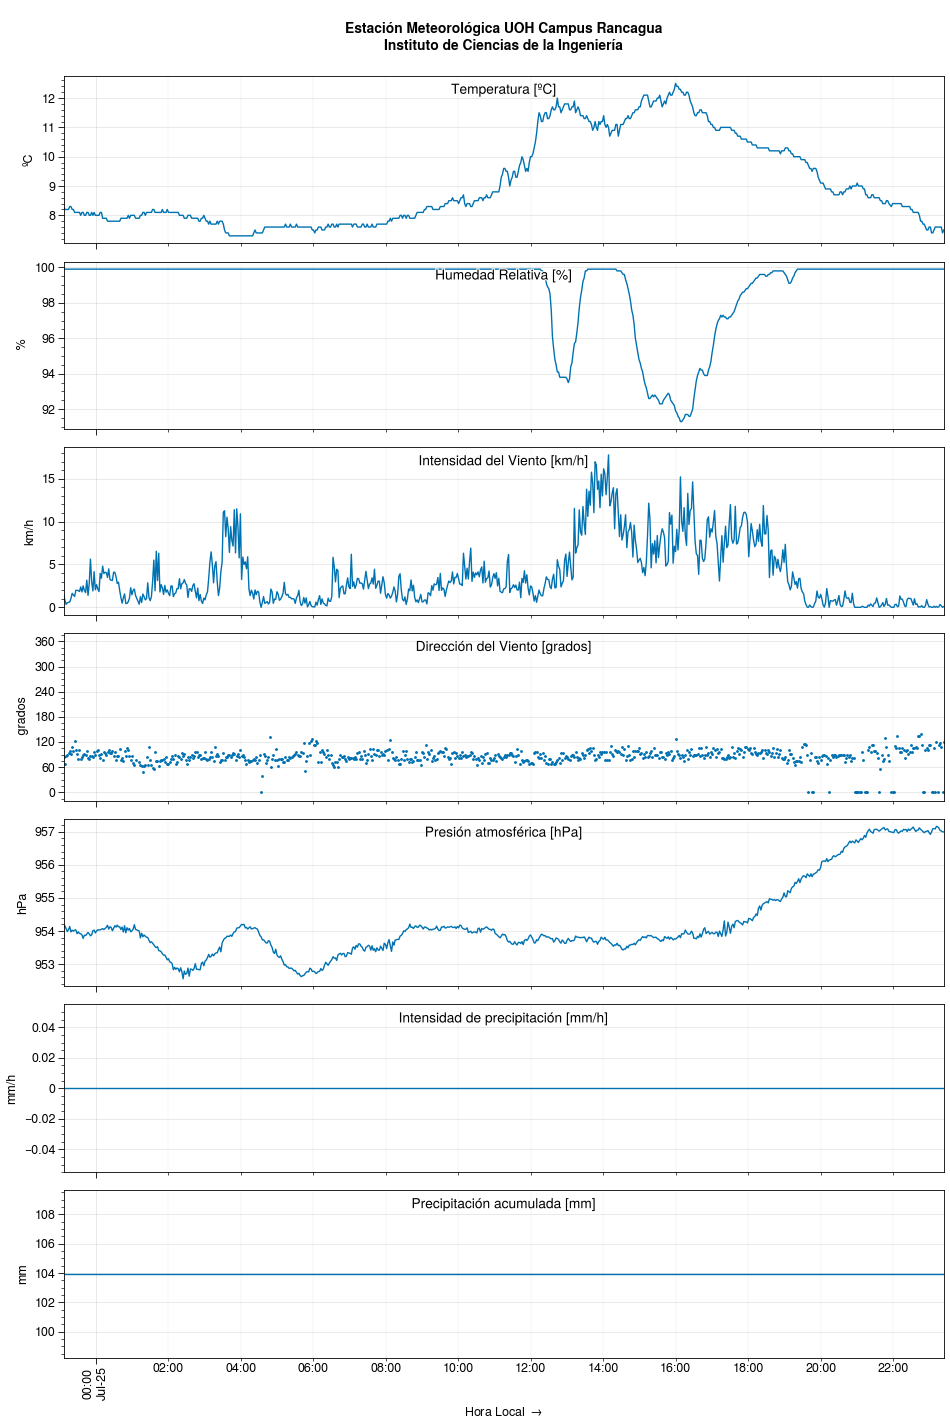 Estación Meteorológica UOH Campus Rancagua
Instituto de Ciencias de la Ingeniería
Temperatura [ºC]
12
11
10
9
8
ºC
Humedad Relativa [%]
100
98
96
94
92
%
Intensidad del Viento [km/h]
15
10
5
0
km/h
Dirección del Viento [grados]
360
300
240
180
120
60
0
grados
Presión atmosférica [hPa]
957
956
955
954
953
hPa
Intensidad de precipitación [mm/h]
0.04
0.02
0
−0.02
−0.04
mm/h
Precipitación acumulada [mm]
108
106
104
102
100
mm
00:00
Jul-25
02:00
04:00
06:00
08:00
10:00
12:00
14:00
16:00
18:00
20:00
22:00
Hora Local →